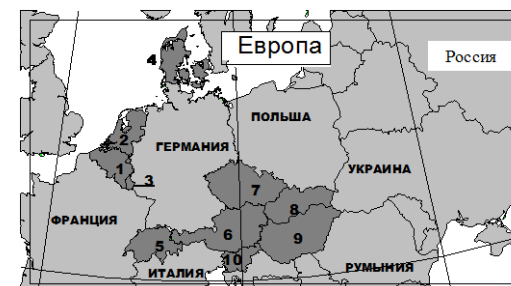 Европа
Россия
4
ПОЛЬША
2
ГЕРМАНИЯ
1
3
УКРАИНА
7
8
ФРАНЦИЯ
5
6
9
10
ИТАЛИЯ
РУМЫНИЯ